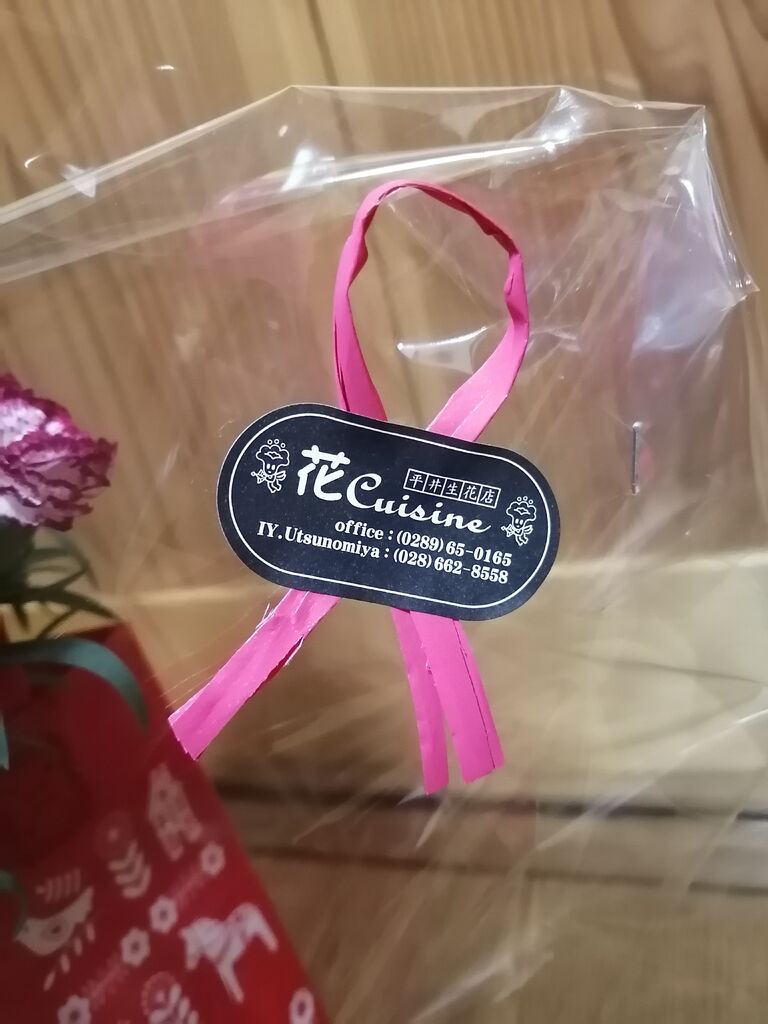 花Cuisine 平井生花店
office:(0289)65-0165
IY.Utsunomiya:(028)662-8558